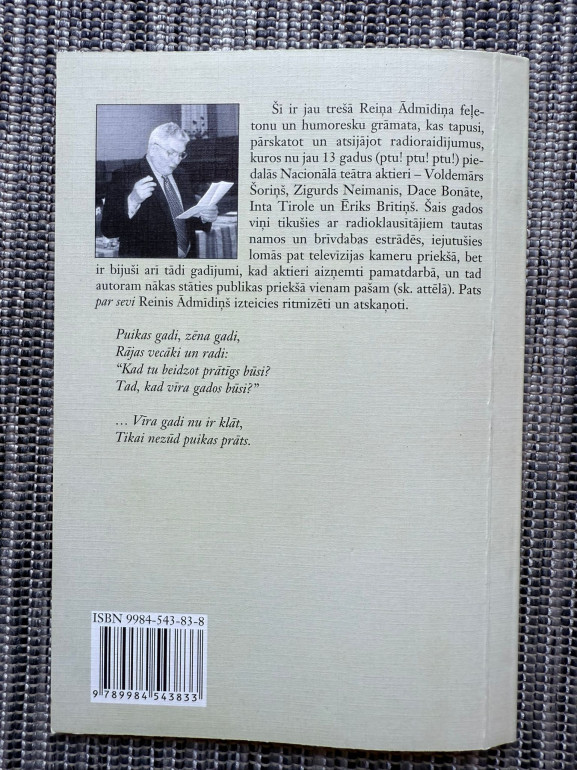 Ši ir jau trešā Reiņa Ādmīdiņa feļe-
tonu un humoresku grāmata, kas tapusi,
pārskatot un atsijājot radioraidījumus,
kuros nu jau 13 gadus (ptu! ptu! ptu!) pie-
dalās Nacionālā teātra aktieri – Voldemārs
Šoriņš, Zigurds Neimanis, Dace Bonāte,
Inta Tirole un Ēriks Britiņš. Šais gados
viņi tikušies ar radioklausītājiem tautas
namos un brīvdabas estrādēs, iejutušies
lomās pat televīzijas kameru priekšā, bet
ir bijuši arī tādi gadījumi, kad aktieri aizņemti pamatdarbā, un tad
autoram nākas stāties publikas priekšā vienam pašam (sk. attēlā). Pats
par sevi Reinis Ādmīdiņš izteicies ritmizēti un atskaņoti.
Puikas gadi, zēna gadi,
Rājas vecāki un radi:
“Kad tu beidzot prātīgs būsi?
Tad, kad vīra gados būsi?”
... Vīra gadi nu ir klāt,
Tikai nezūd puikas prāts.
ISBN 9984-543-83-8
9 789984 543833